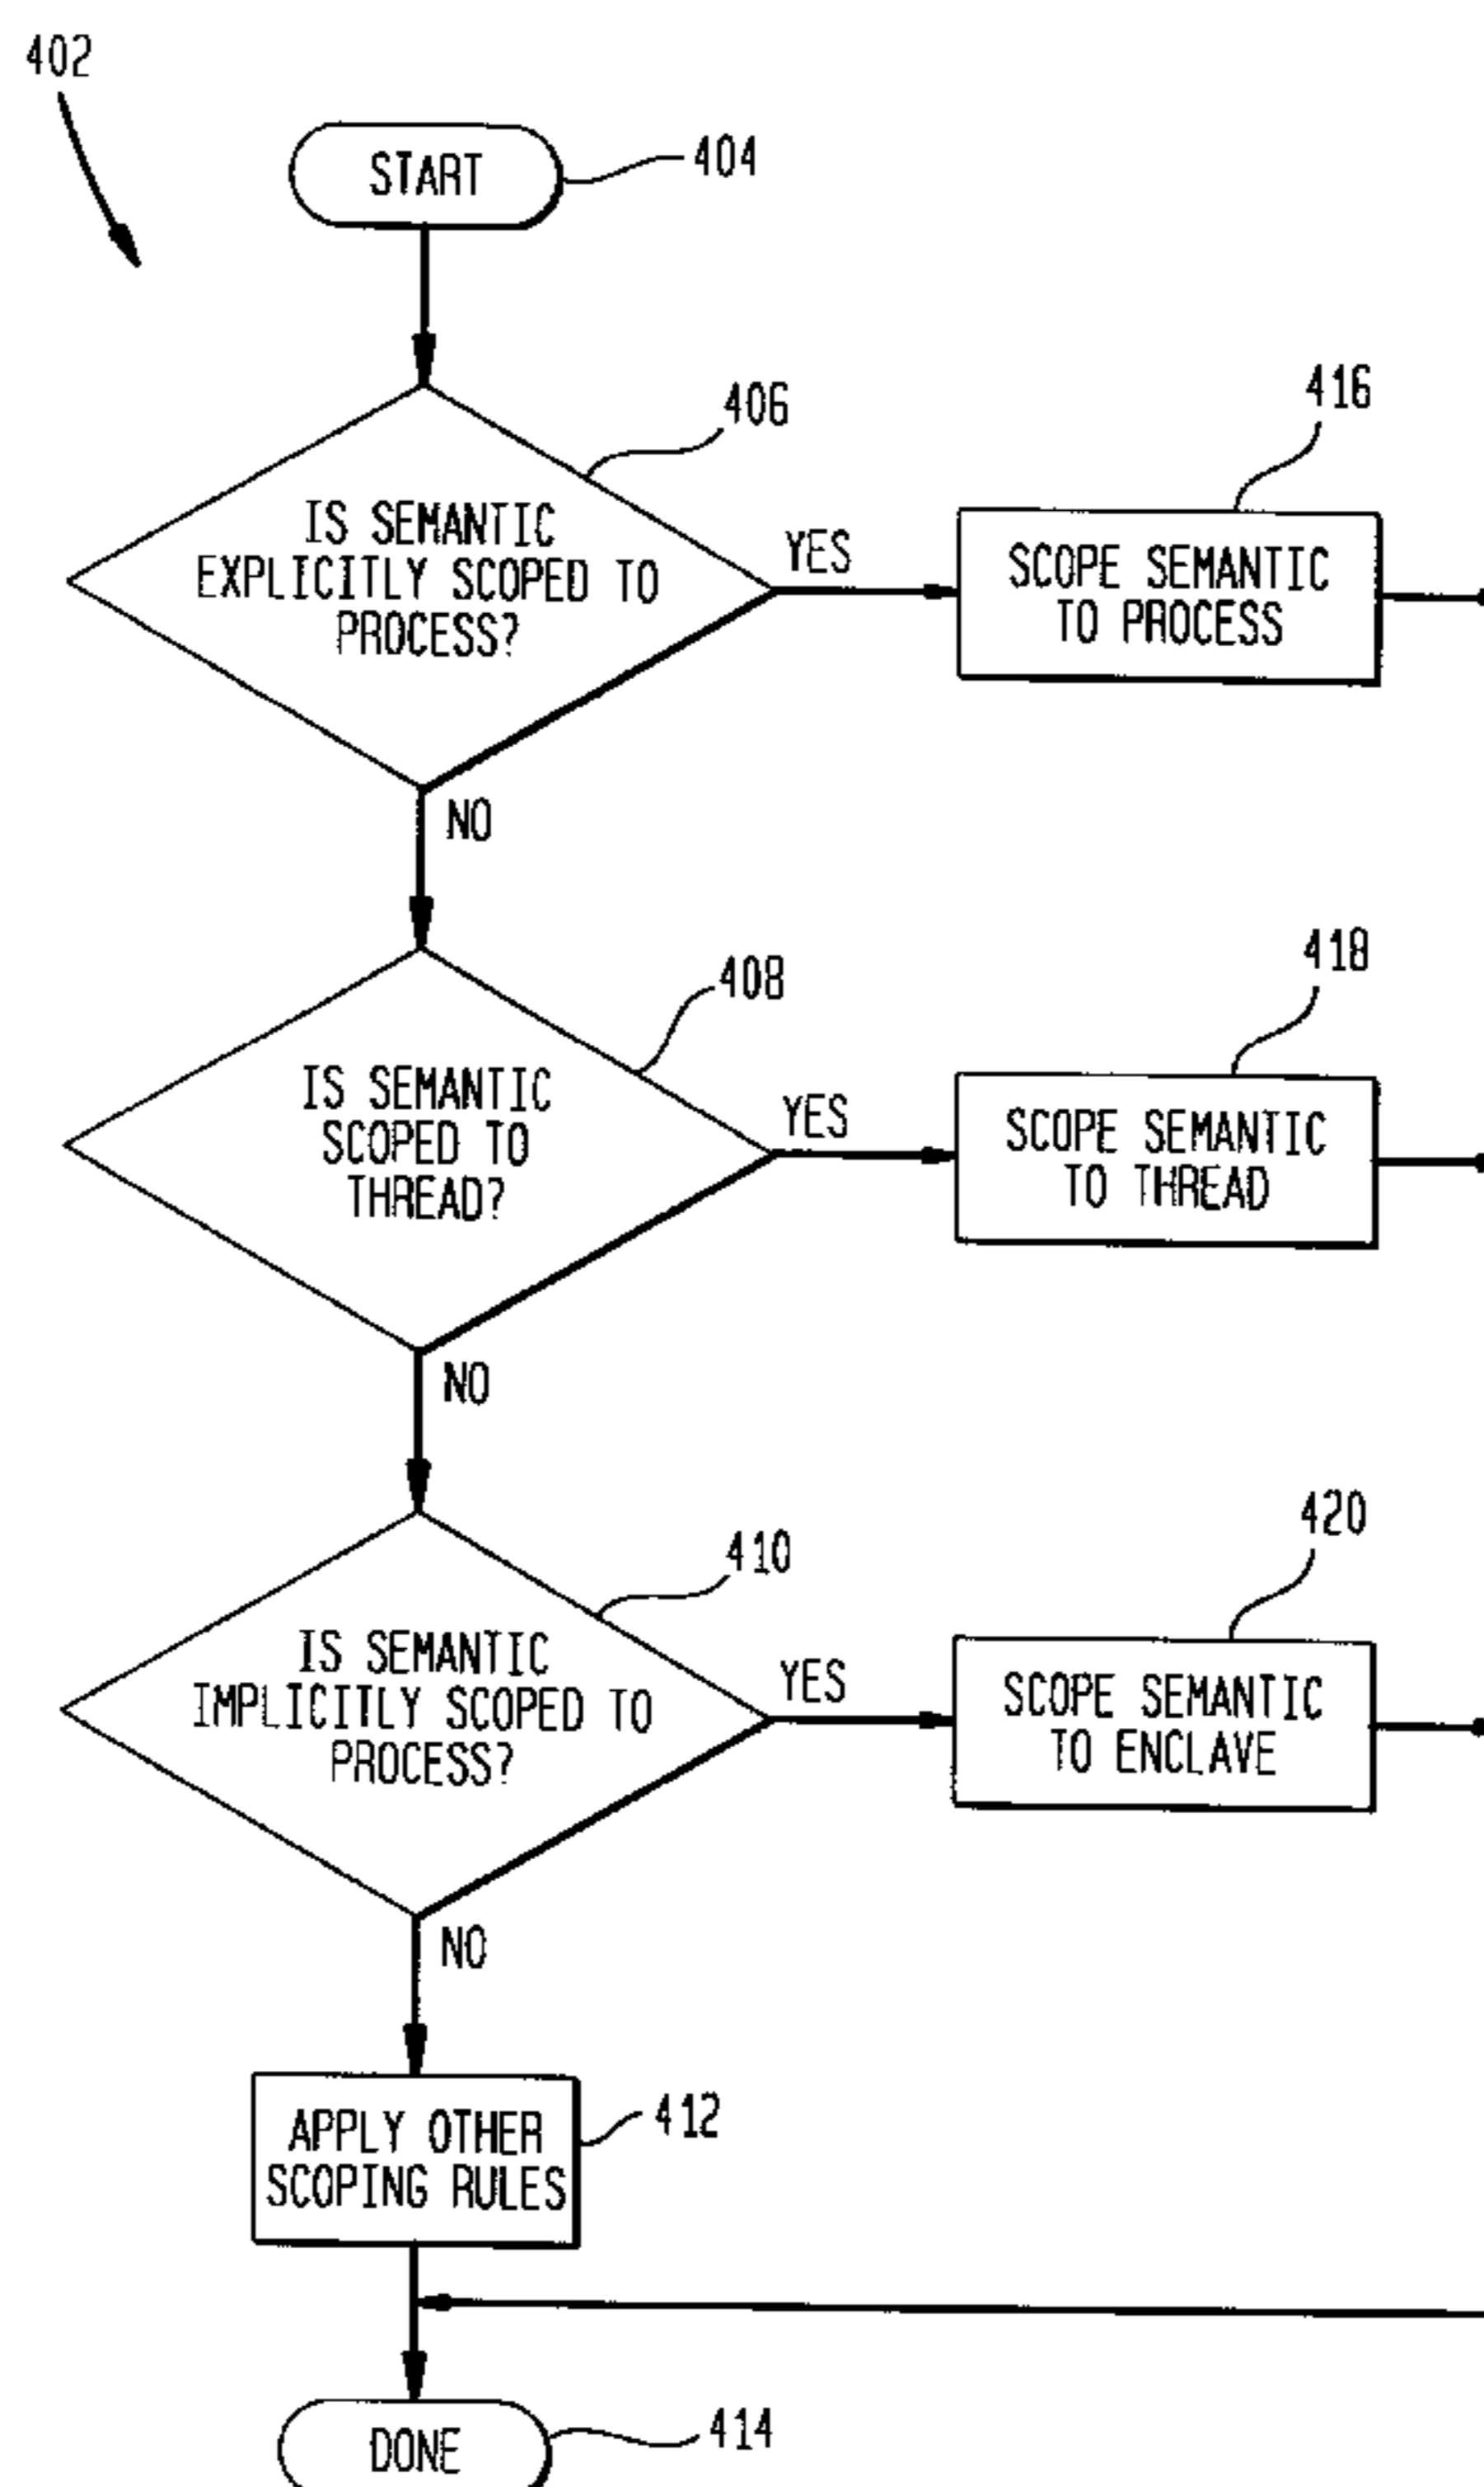 402
START
404
406
IS SEMANTIC
EXPLICITLY SCOPED TO
PROCESS?
YES
416
SCOPE SEMANTIC
TO PROCESS
NO
408
IS SEMANTIC
SCOPED TO
THREAD?
YES
418
SCOPE SEMANTIC
TO THREAD
NO
410
IS SEMANTIC
IMPLICITLY SCOPED TO
PROCESS?
YES
420
SCOPE SEMANTIC
TO ENCLAVE
NO
APPLY OTHER
SCOPING RULES
412
DONE
414